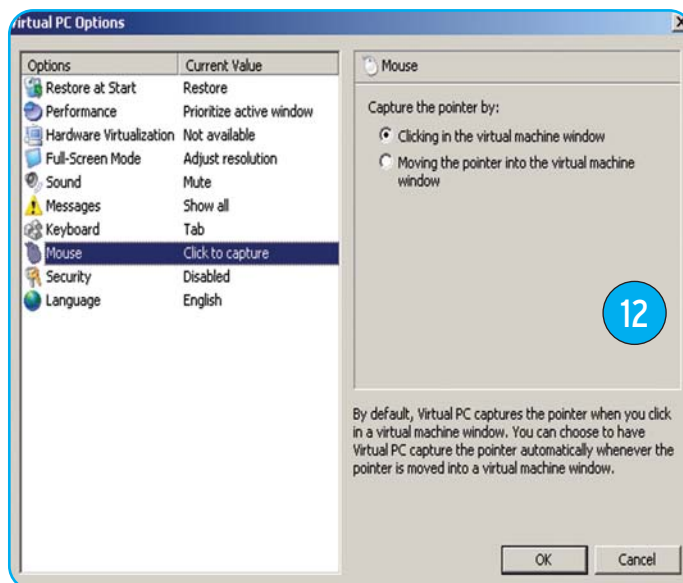 Virtual PC Options
Options Current Value
Restore at Start Restore
Performance Prioritize active window
Hardware Virtualization Not available
Full-Screen Mode Adjust resolution
Sound Mute
Messages Show all
Keyboard Tab
Mouse Click to capture
Security Disabled
Language English
Mouse
Capture the pointer by:
Clicking in the virtual machine window
Moving the pointer into the virtual machine
window
12
By default, Virtual PC captures the pointer when you click
in a virtual machine window. You can choose to have
Virtual PC capture the pointer automatically whenever the
pointer is moved into a virtual machine window.
OK Cancel